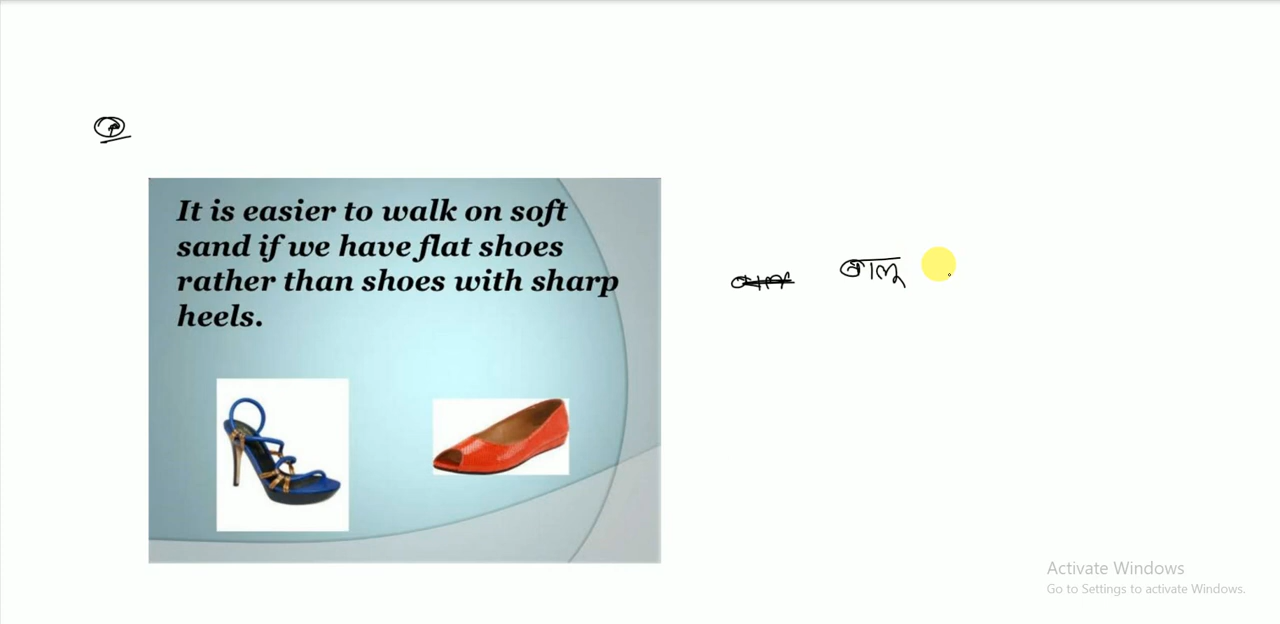 It is easier to walk on soft
sand if we have flat shoes
rather than shoes with sharp
heels.
বালু
Activate Windows
Go to Settings to activate Windows.